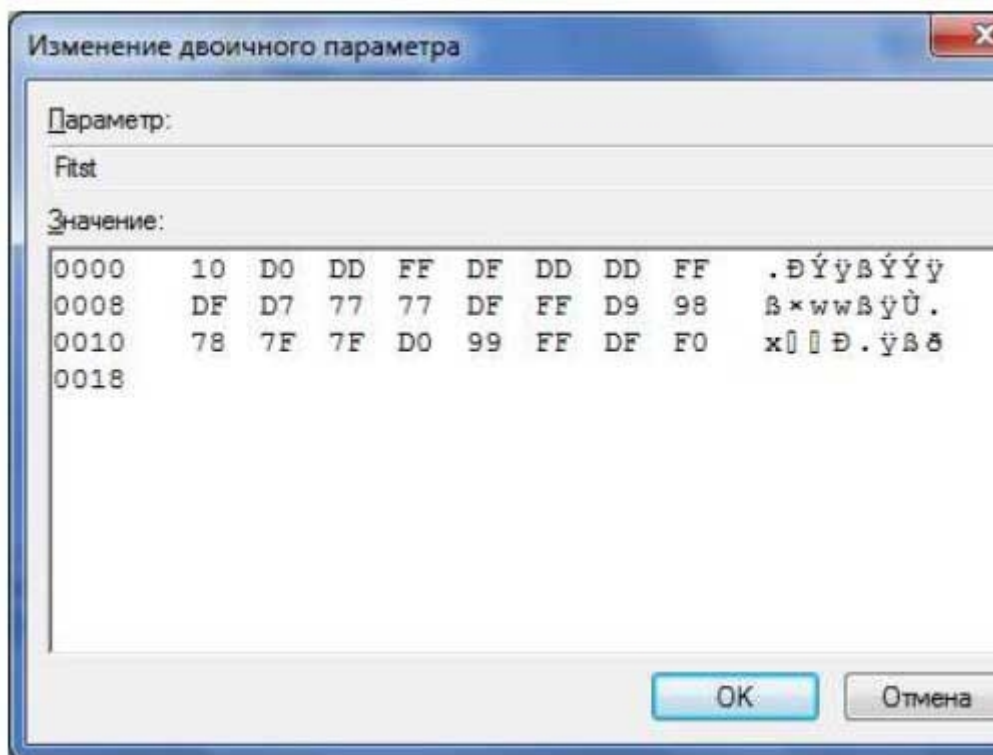 Изменение двоичного параметра
Параметр:
Fitst
Значение:
0000 10 D0 DD FF DF DD DD FF .ÐÝÿßÝÝÿ
0008 DF D7 77 77 DF FF D9 98 ß×wwßÿÙ.
0010 78 7F 7F D0 99 FF DF F0 x▯▯Ð.ÿßð
0018
OK Отмена